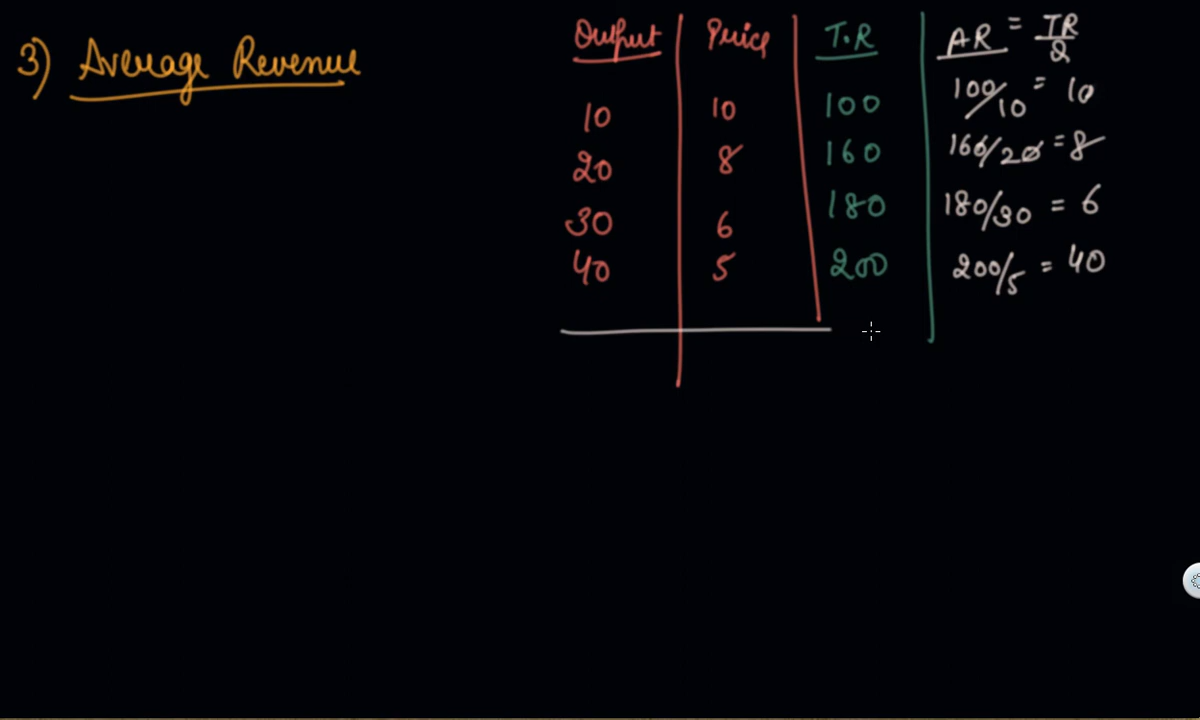 3) Average Revenue
Output Price T.R AR = TR/Q
10 10 100 100/10 = 10
20 8 160 160/20 = 8
30 6 180 180/30 = 6
40 5 200 200/5 = 40